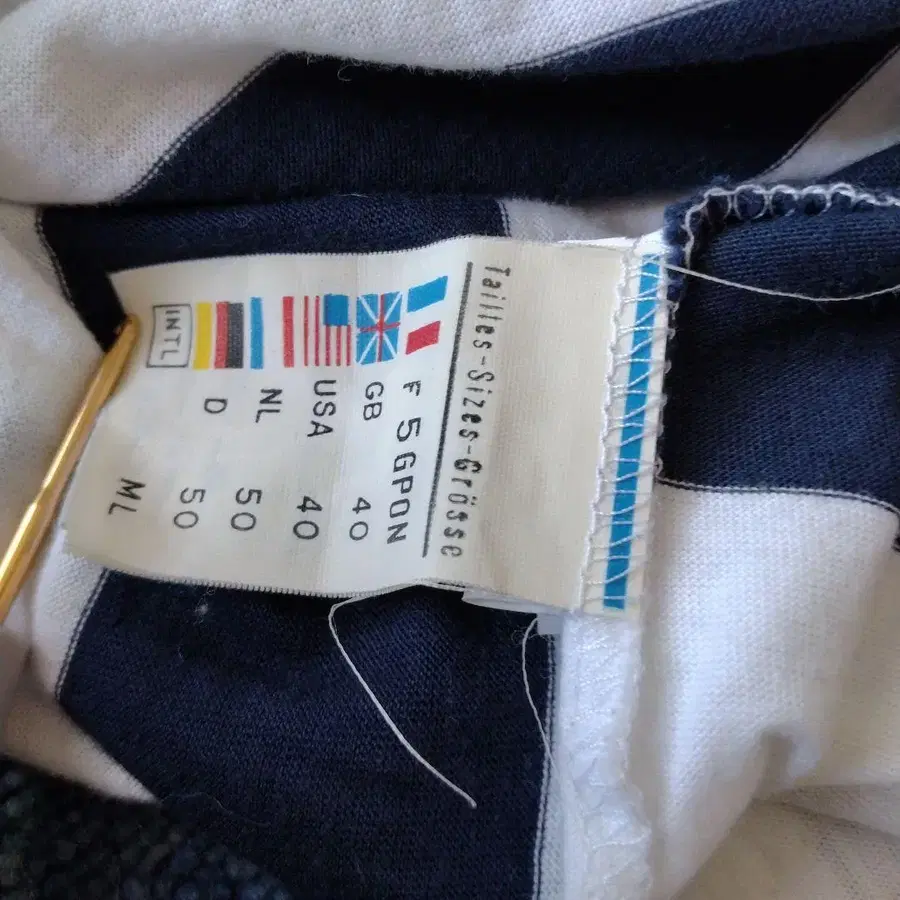 Tailles-Sizes-Grösse
F 5 GPON
GB 40
USA 40
NL 50
D 50
INTL ML